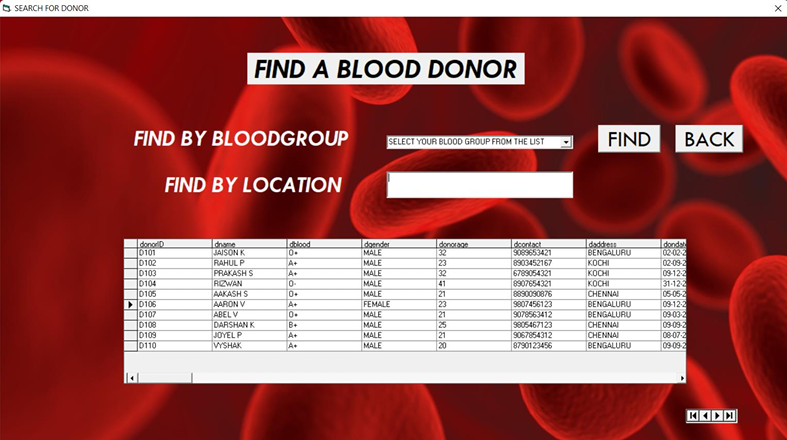 SEARCH FOR DONOR
FIND A BLOOD DONOR
FIND BY BLOODGROUP SELECT YOUR BLOOD GROUP FROM THE LIST FIND BACK
FIND BY LOCATION
donorID dname dblood dgender donorage dcontact daddress dondate
D101 JAISON K O+ MALE 32 9089653421 BENGALURU 02-02-2
D102 RAHUL P A+ MALE 23 8903452167 KOCHI 02-09-2
D103 PRAKASH S A+ MALE 32 6789054321 KOCHI 09-12-2
D104 RIZWAN O- MALE 41 8907654321 KOCHI 31-12-2
D105 AAKASH S O+ MALE 21 8890090876 CHENNAI 05-05-2
D106 AARON V A+ FEMALE 23 9807456123 BENGALURU 09-12-2
D107 ABEL V O+ MALE 21 9078563412 BENGALURU 09-03-2
D108 DARSHAN K B+ MALE 25 9805467123 CHENNAI 09-09-2
D109 JOYEL P A+ MALE 21 9067854312 CHENNAI 08-07-2
D110 VYSHAK A+ MALE 20 8790123456 BENGALURU 09-09-2